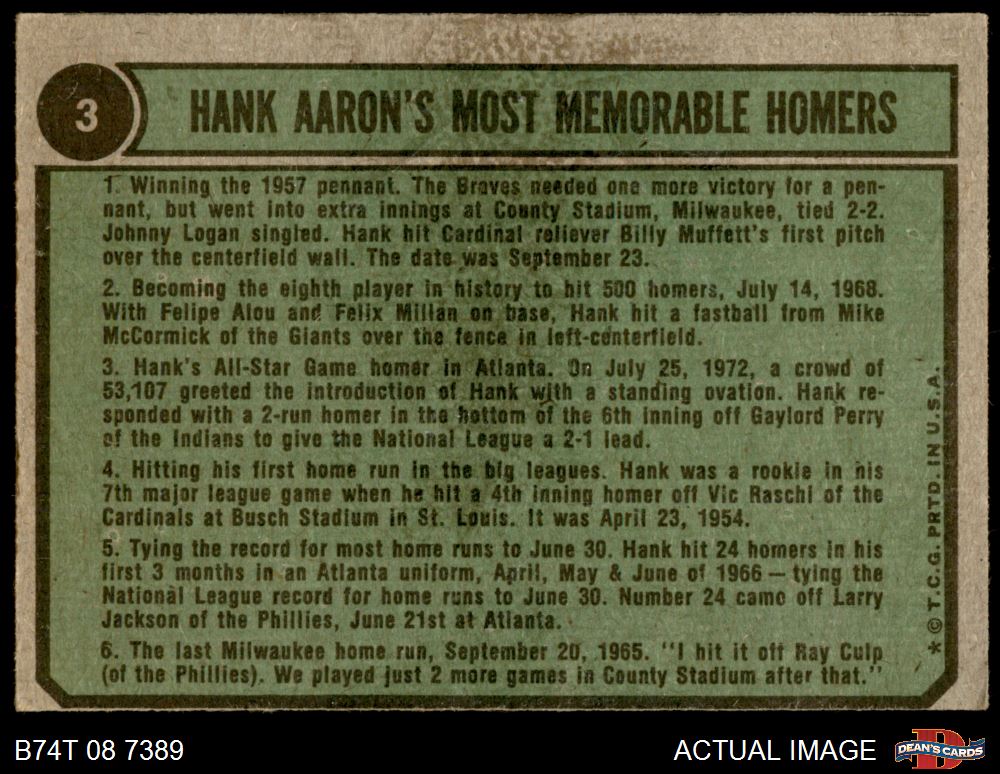 3
HANK AARON'S MOST MEMORABLE HOMERS
1. Winning the 1957 pennant. The Braves needed one more victory for a pen-
nant, but went into extra innings at County Stadium, Milwaukee, tied 2-2.
Johnny Logan singled. Hank hit Cardinal reliever Billy Muffett's first pitch
over the centerfield wall. The date was September 23.
2. Becoming the eighth player in history to hit 500 homers, July 14, 1968.
With Felipe Alou and Felix Millan on base, Hank hit a fastball from Mike
McCormick of the Giants over the fence in left-centerfield.
3. Hank's All-Star Game homer in Atlanta. On July 25, 1972, a crowd of
53,107 greeted the introduction of Hank with a standing ovation. Hank re-
sponded with a 2-run homer in the bottom of the 6th inning off Gaylord Perry
of the Indians to give the National League a 2-1 lead.
4. Hitting his first home run in the big leagues. Hank was a rookie in his
7th major league game when he hit a 4th inning homer off Vic Raschi of the
Cardinals at Busch Stadium in St. Louis. It was April 23, 1954.
5. Tying the record for most home runs to June 30. Hank hit 24 homers in his
first 3 months in an Atlanta uniform, April, May & June of 1966 — tying the
National League record for home runs to June 30. Number 24 came off Larry
Jackson of the Phillies, June 21st at Atlanta.
6. The last Milwaukee home run, September 20, 1965. "I hit it off Ray Culp
(of the Phillies). We played just 2 more games in County Stadium after that."
* © T.C.G. PRTD. IN U.S.A.
B74T 08 7389
ACTUAL IMAGE
D
DEAN'S CARDS